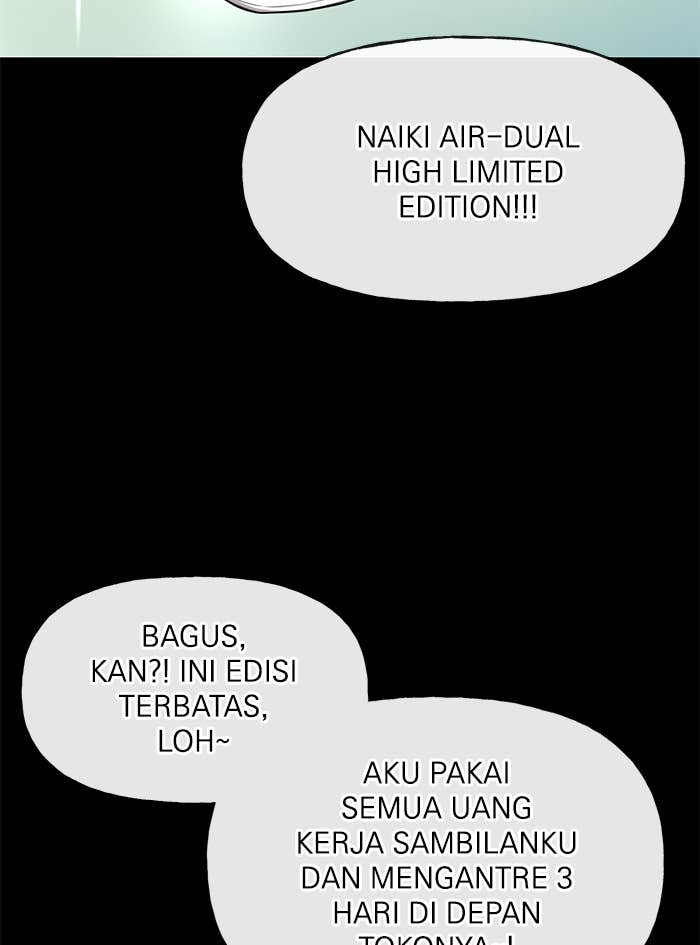 NAIKI AIR-DUAL
HIGH LIMITED
EDITION!!!
BAGUS,
KAN?! INI EDISI
TERBATAS,
LOH~
AKU PAKAI
SEMUA UANG
KERJA SAMBILANKU
DAN MENGANTRE 3
HARI DI DEPAN
TOKONYA~!